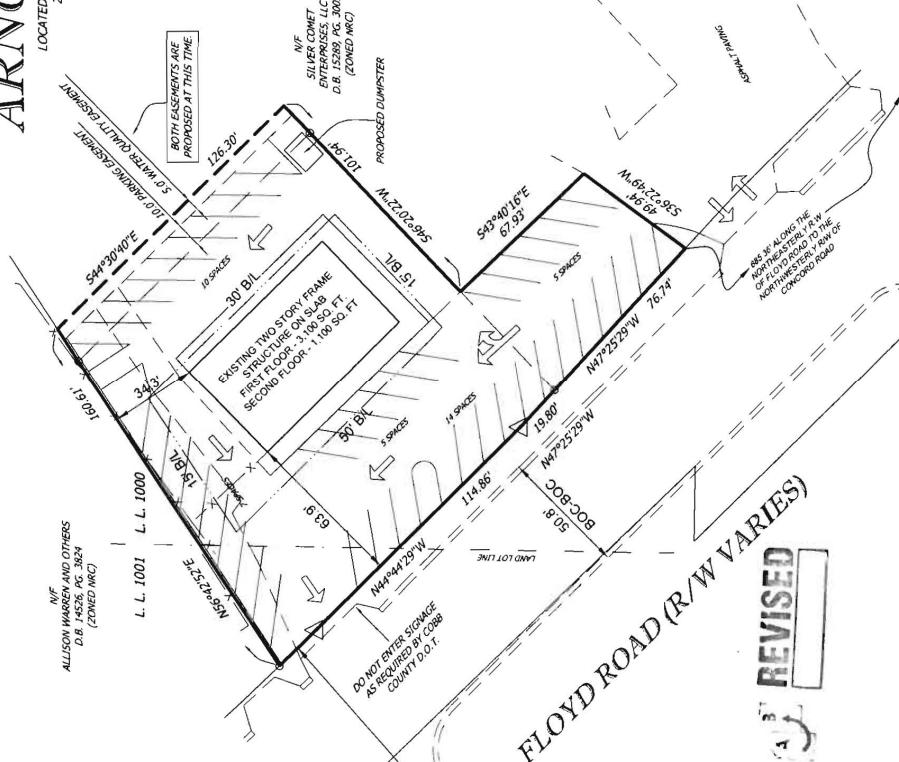 ARNO
LOCATED
N/F
SILVER COMET
ENTERPRISES, LLC
D.B. 15289, PG. 300
(ZONED NRC)
BOTH EASEMENTS ARE
PROPOSED AT THIS TIME.
5.0' WATER QUALITY EASEMENT
10.0' PARKING EASEMENT
126.30'
S44°30'40"E
PROPOSED DUMPSTER
101.94'
S46°20'22"W
ASPHALT PAVING
10 SPACES
30' B/L
15' B/L
EXISTING TWO STORY FRAME
STRUCTURE ON SLAB
FIRST FLOOR - 3,100 SQ. FT.
SECOND FLOOR - 1,100 SQ. FT
S43°40'16"E
67.93'
S36°22'49"W
49.94'
5 SPACES
160.61'
34.3'
15' B/L
SPACES
50' B/L
5 SPACES
14 SPACES
63.9'
N/F
ALLISON WARREN AND OTHERS
D.B. 14526, PG. 3824
(ZONED NRC)
L. L. 1001
L. L. 1000
N56°42'52"E
N44°44'29"W
114.86'
19.80'
N47°25'29"W
N47°25'29"W
76.74'
685.36' ALONG THE
NORTHEASTERLY R/W
OF FLOYD ROAD TO THE
NORTHWESTERLY R/W OF
CONCORD ROAD
50.8'
BOC-BOC
LAND LOT LINE
DO NOT ENTER SIGNAGE
AS REQUIRED BY COBB
COUNTY D.O.T.
FLOYD ROAD (R/W VARIES)
REVISED